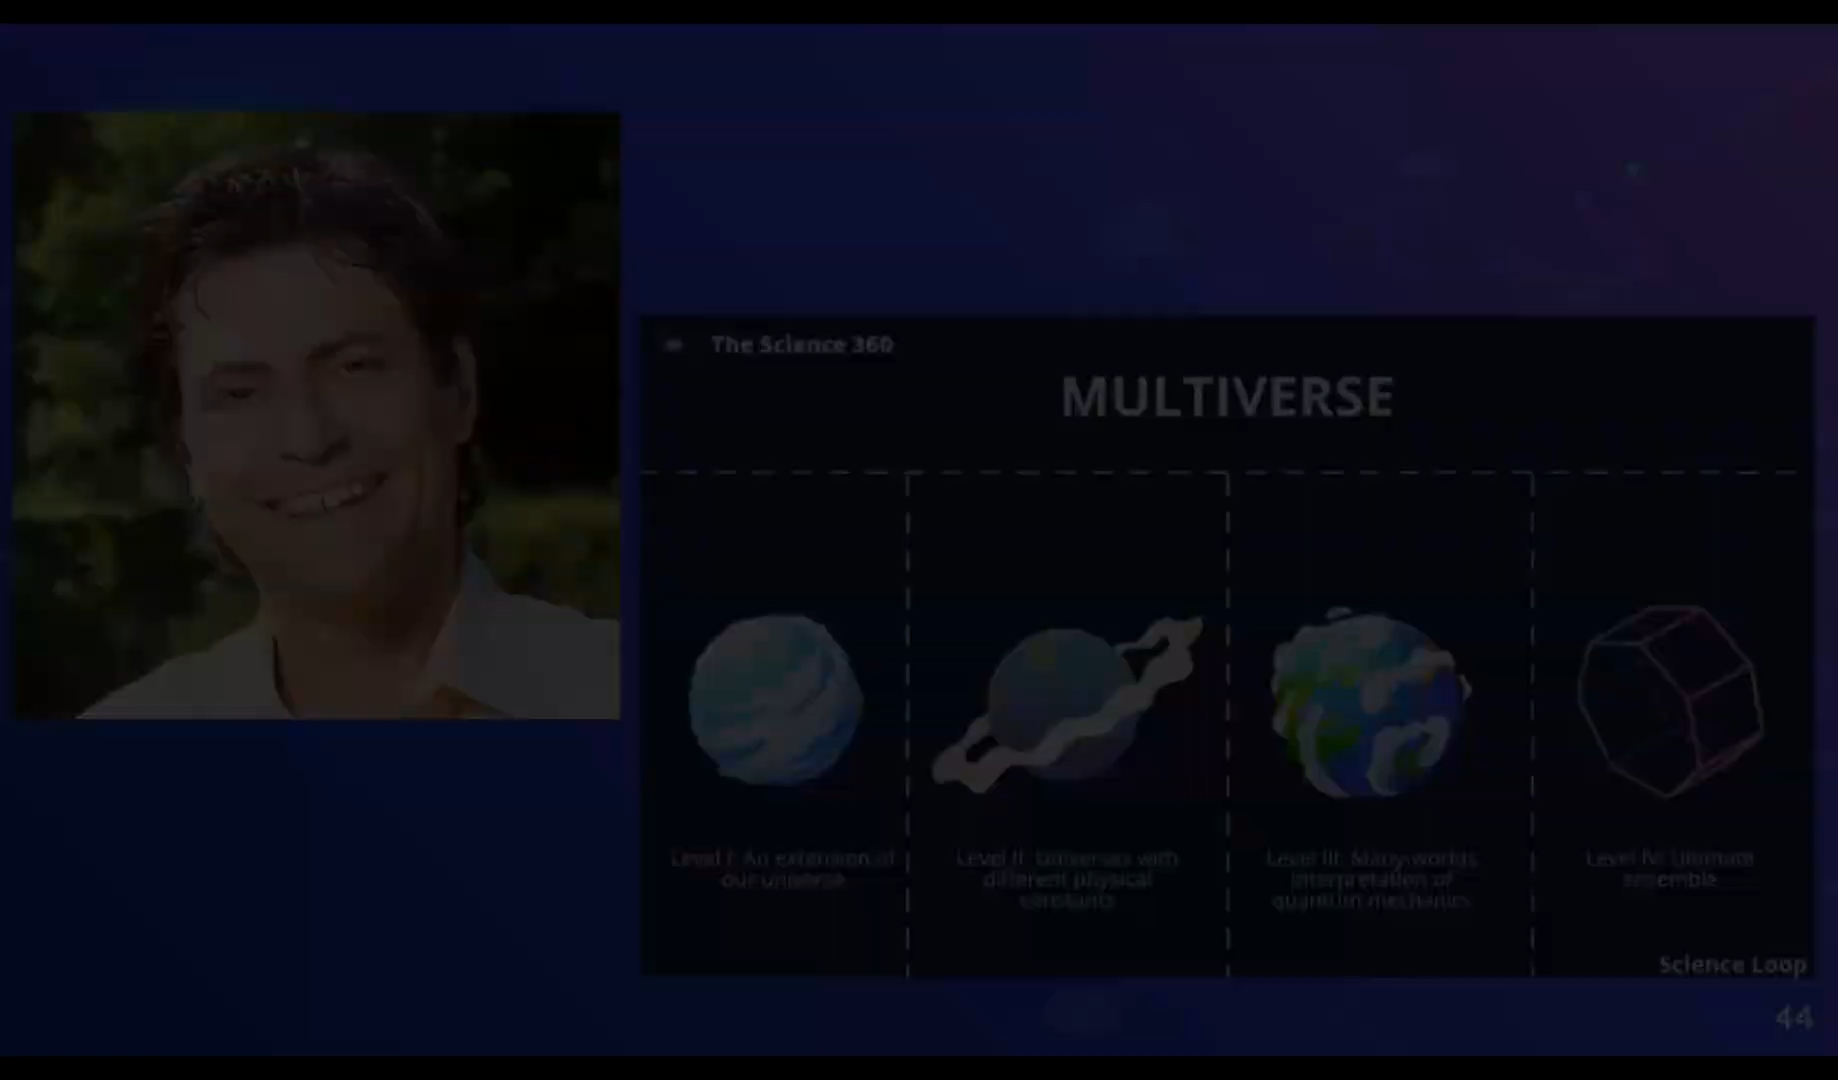 The Science 360
MULTIVERSE
Level I: An extension of
our universe
Level II: Universes with
different physical
constants
Level III: Many-worlds
interpretation of
quantum mechanics
Level IV: Ultimate
ensemble
Science Loop
44